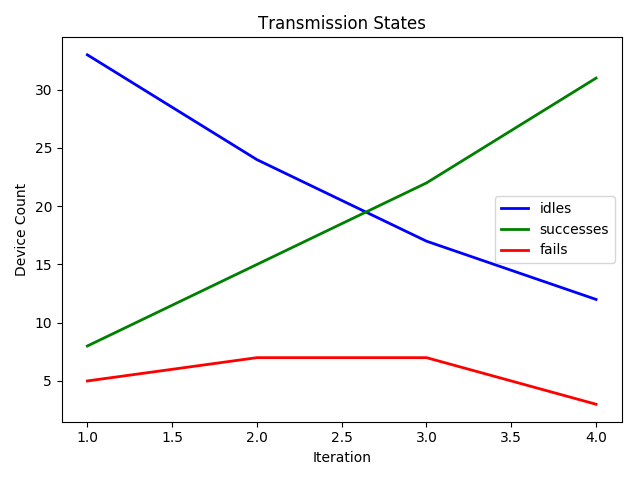 Transmission States
Device Count
30
25
20
15
10
5
idles
successes
fails
1.0 1.5 2.0 2.5 3.0 3.5 4.0
Iteration